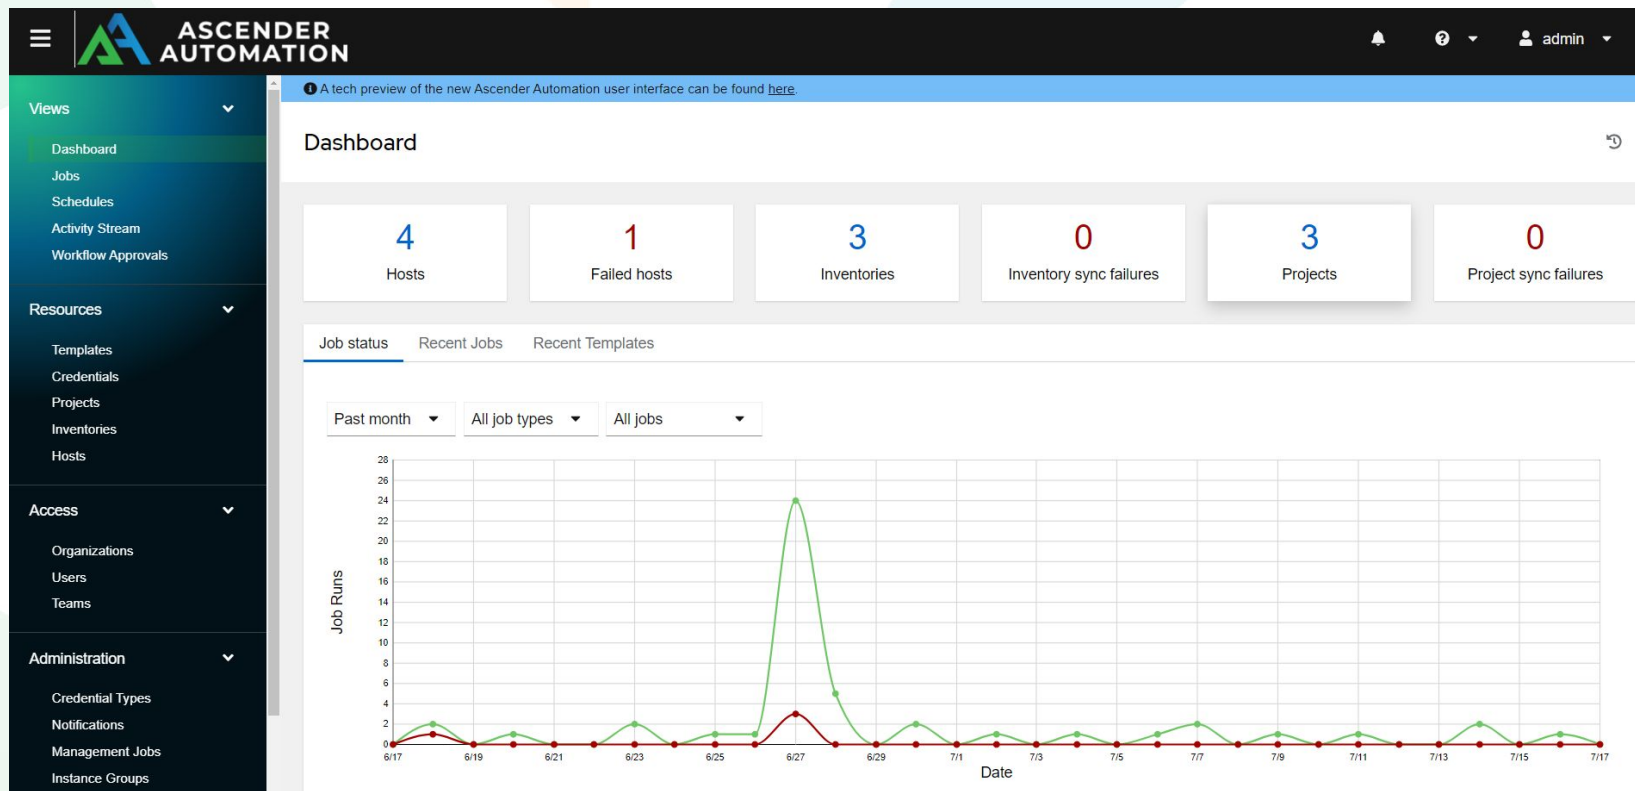 ASCENDER
AUTOMATION
admin
Views
Dashboard
Jobs
Schedules
Activity Stream
Workflow Approvals
Resources
Templates
Credentials
Projects
Inventories
Hosts
Access
Organizations
Users
Teams
Administration
Credential Types
Notifications
Management Jobs
Instance Groups
A tech preview of the new Ascender Automation user interface can be found here.
Dashboard
4
Hosts
1
Failed hosts
3
Inventories
0
Inventory sync failures
3
Projects
0
Project sync failures
Job status Recent Jobs Recent Templates
Past month All job types All jobs
28
26
24
22
20
18
16
14
12
10
8
6
4
2
0
Job Runs
6/17 6/19 6/21 6/23 6/25 6/27 6/29 7/1 7/3 7/5 7/7 7/9 7/11 7/13 7/15 7/17
Date